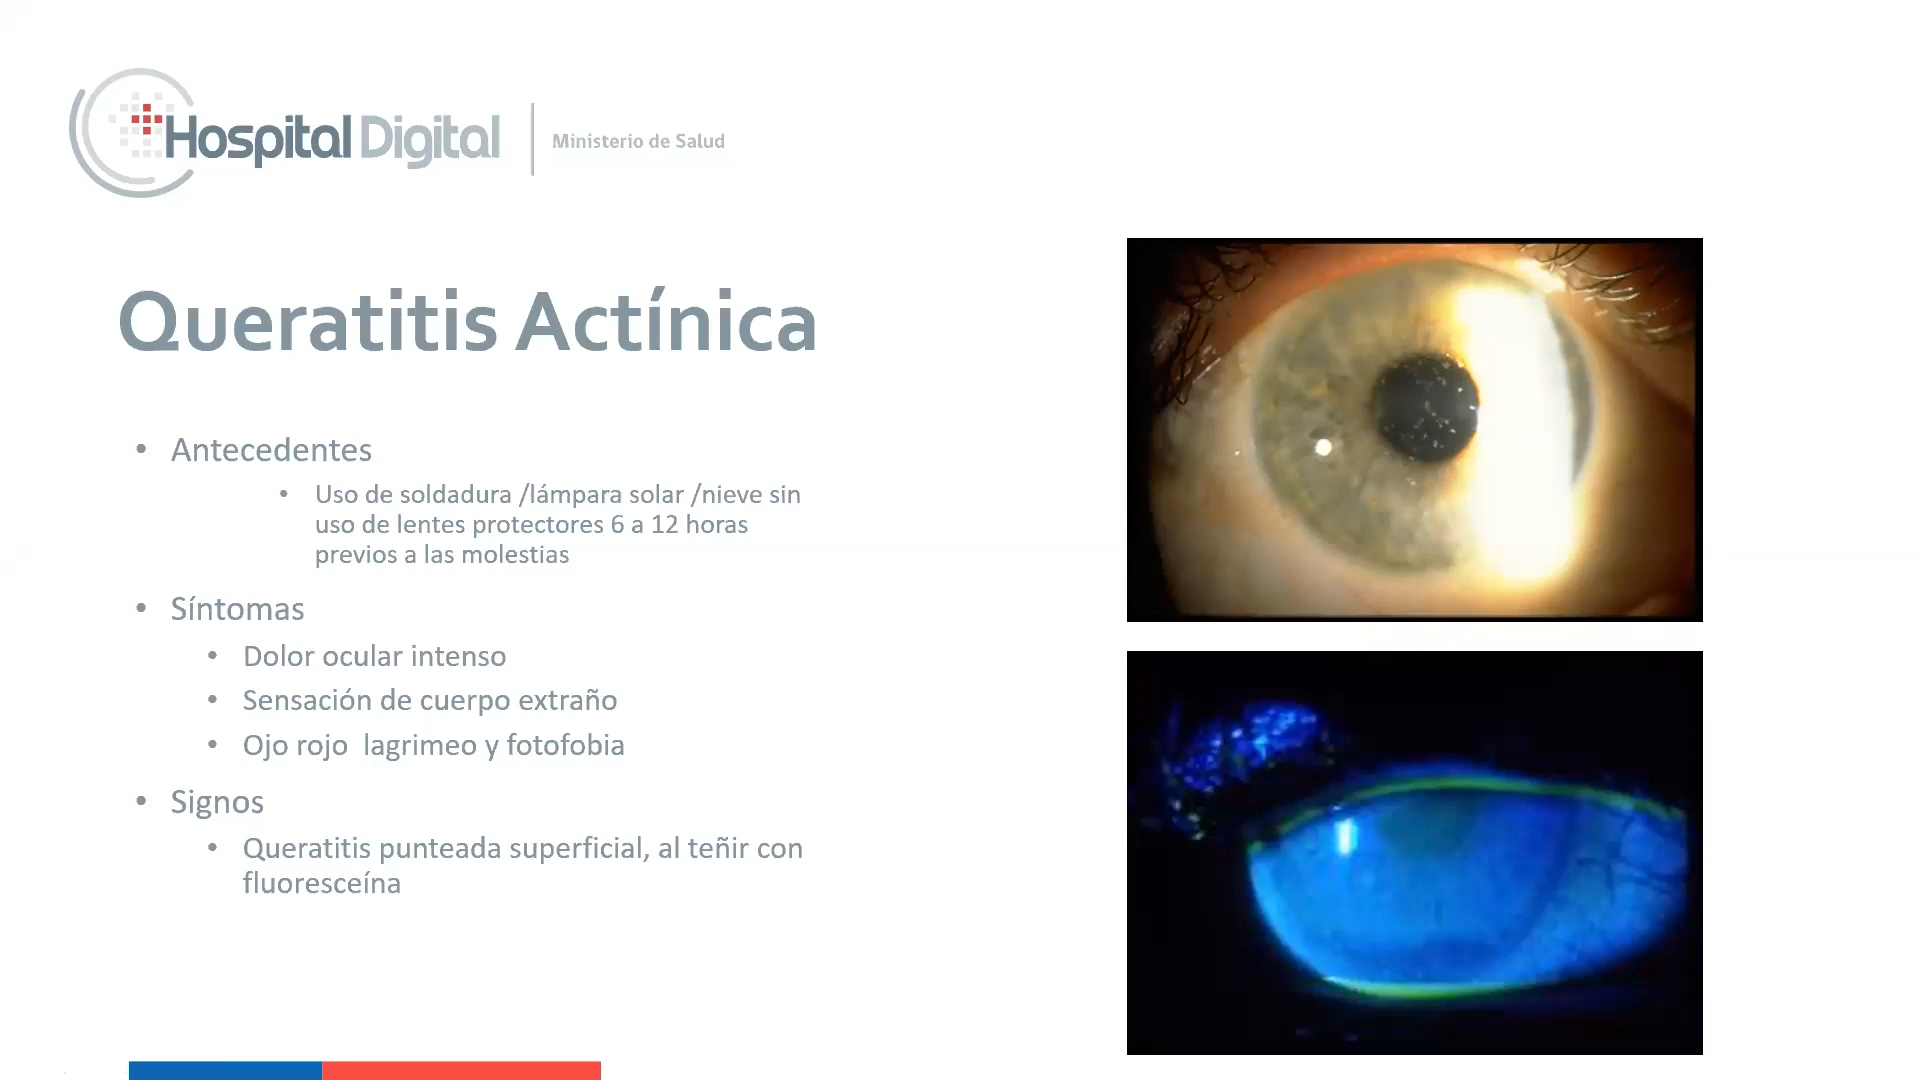 Hospital Digital
Ministerio de Salud
Queratitis Actínica
• Antecedentes
• Uso de soldadura /lámpara solar /nieve sin
uso de lentes protectores 6 a 12 horas
previos a las molestias
• Síntomas
• Dolor ocular intenso
• Sensación de cuerpo extraño
• Ojo rojo  lagrimeo y fotofobia
• Signos
• Queratitis punteada superficial, al teñir con
fluoresceína